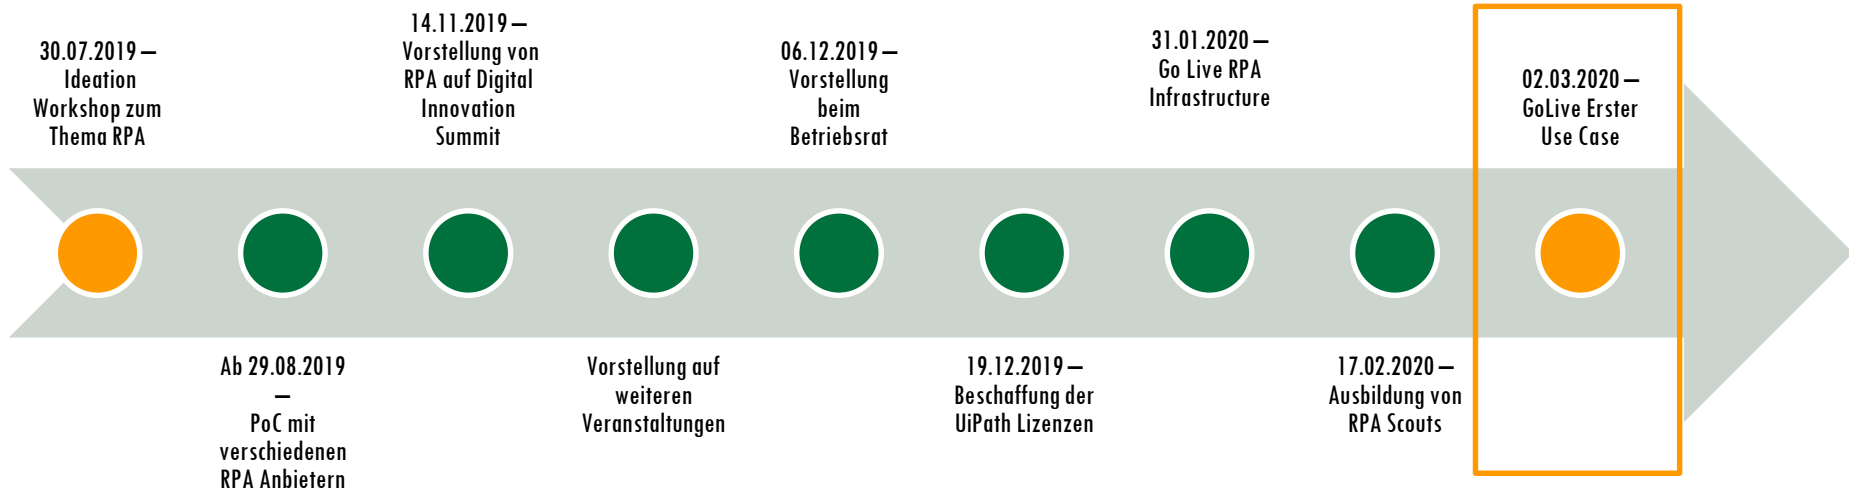 30.07.2019 –
Ideation
Workshop zum
Thema RPA
Ab 29.08.2019
–
PoC mit
verschiedenen
RPA Anbietern
14.11.2019 –
Vorstellung von
RPA auf Digital
Innovation
Summit
Vorstellung auf
weiteren
Veranstaltungen
06.12.2019 –
Vorstellung
beim
Betriebsrat
19.12.2019 –
Beschaffung der
UiPath Lizenzen
31.01.2020 –
Go Live RPA
Infrastructure
17.02.2020 –
Ausbildung von
RPA Scouts
02.03.2020 –
GoLive Erster
Use Case